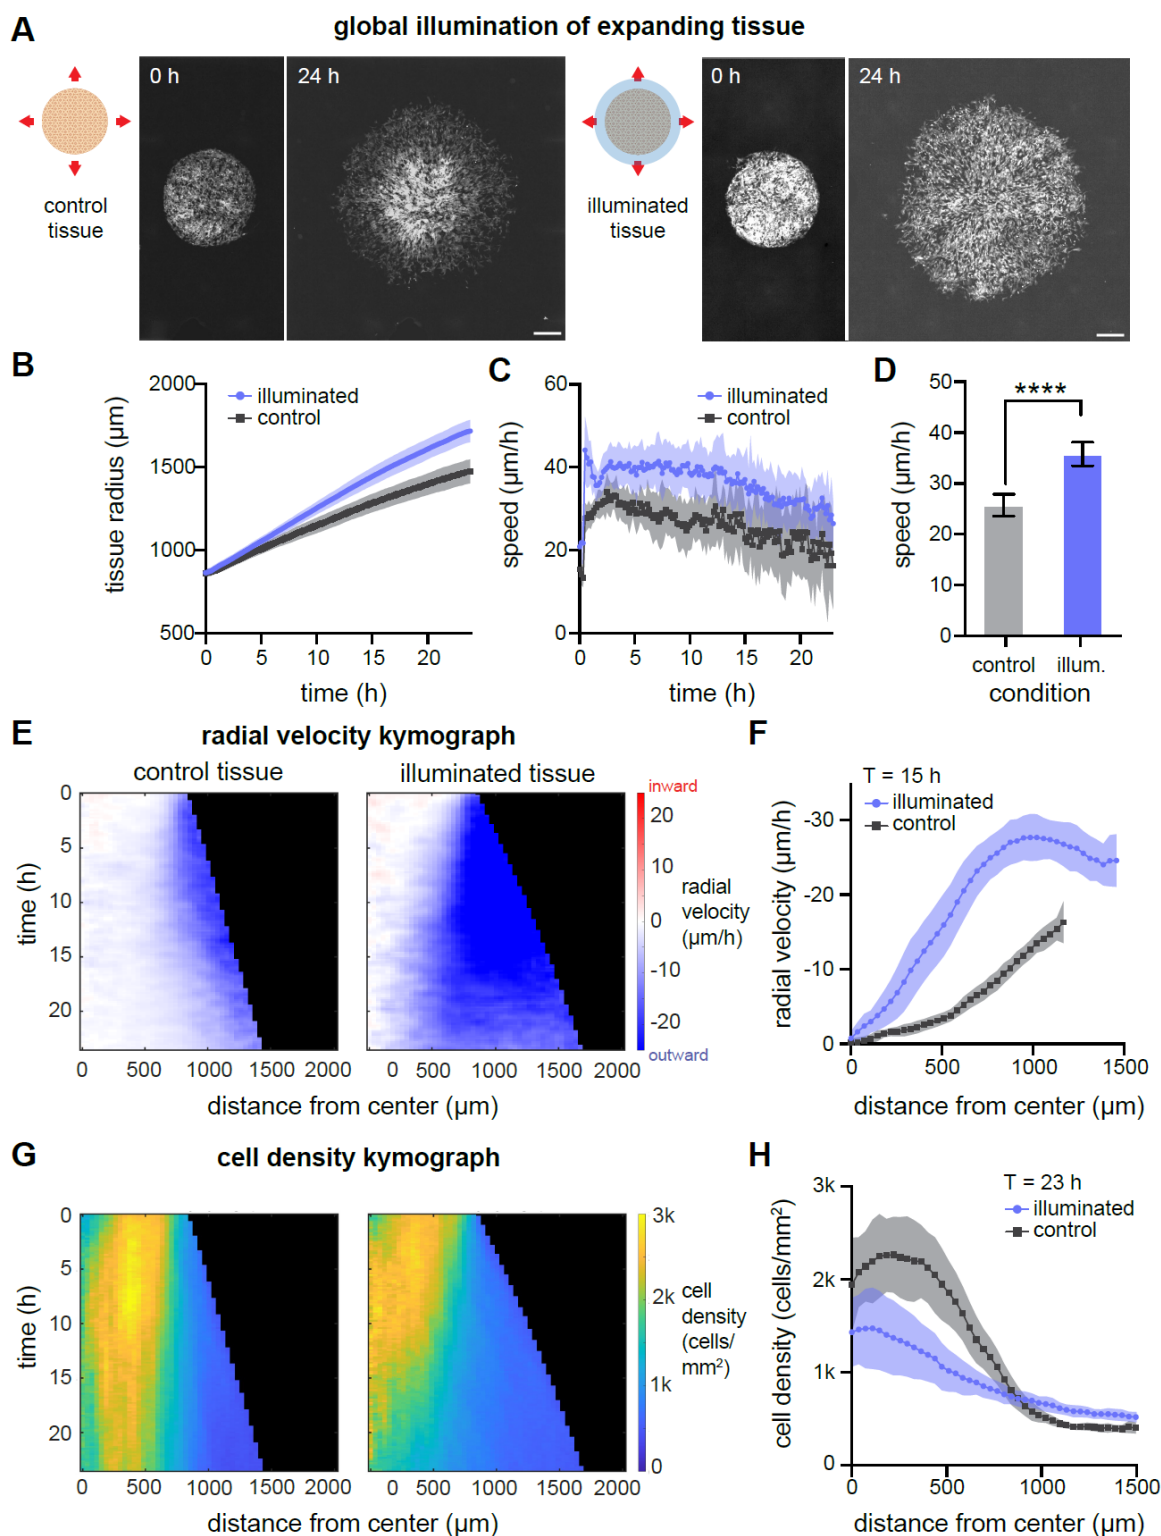 A
global illumination of expanding tissue
control
tissue
0 h
24 h
illuminated
tissue
0 h
24 h
B
tissue radius (µm)
2000
1500
1000
500
0
5
10
15
20
time (h)
illuminated
control
C
speed (µm/h)
60
40
20
0
0
5
10
15
20
time (h)
illuminated
control
D
speed (µm/h)
50
40
30
20
10
0
****
control
illum.
condition
E
radial velocity kymograph
control tissue
illuminated tissue
time (h)
0
5
10
15
20
0
500
1000
1500
2000
0
500
1000
1500
2000
distance from center (µm)
inward
20
10
0
-10
-20
outward
radial
velocity
(µm/h)
F
T = 15 h
illuminated
control
radial velocity (µm/h)
-30
-20
-10
0
0
500
1000
1500
distance from center (µm)
G
cell density kymograph
time (h)
0
5
10
15
20
0
500
1000
1500
2000
0
500
1000
1500
2000
distance from center (µm)
3k
2k
1k
0
cell
density
(cells/
mm²)
H
T = 23 h
illuminated
control
cell density (cells/mm²)
3k
2k
1k
0
0
500
1000
1500
distance from center (µm)